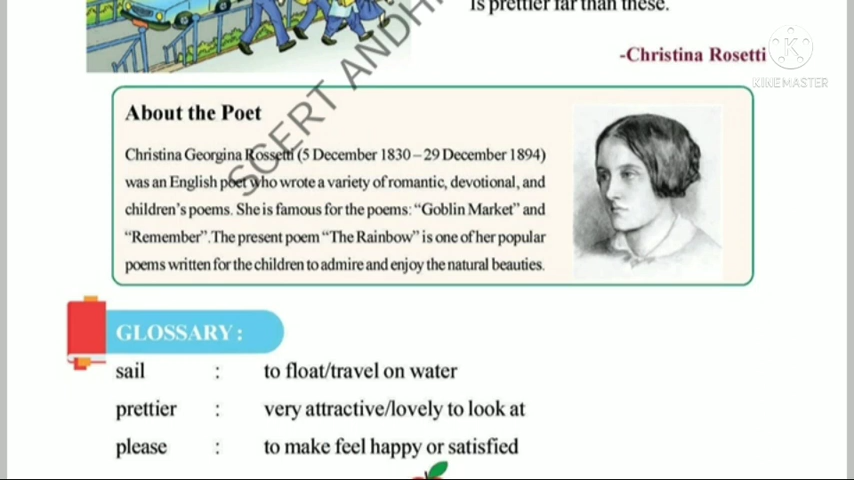 Is prettier far than these.
-Christina Rosetti
KINEMASTER
SCERT ANDH
About the Poet
Christina Georgina Rossetti (5 December 1830 – 29 December 1894)
was an English poet who wrote a variety of romantic, devotional, and
children's poems. She is famous for the poems: “Goblin Market” and
“Remember”.The present poem “The Rainbow” is one of her popular
poems written for the children to admire and enjoy the natural beauties.
GLOSSARY :
sail : to float/travel on water
prettier : very attractive/lovely to look at
please : to make feel happy or satisfied